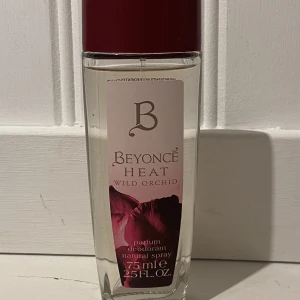 B
BEYONCÉ
HEAT
WILD ORCHID
parfum
deodorant
natural spray
75 ml e
2.5 FL.OZ.